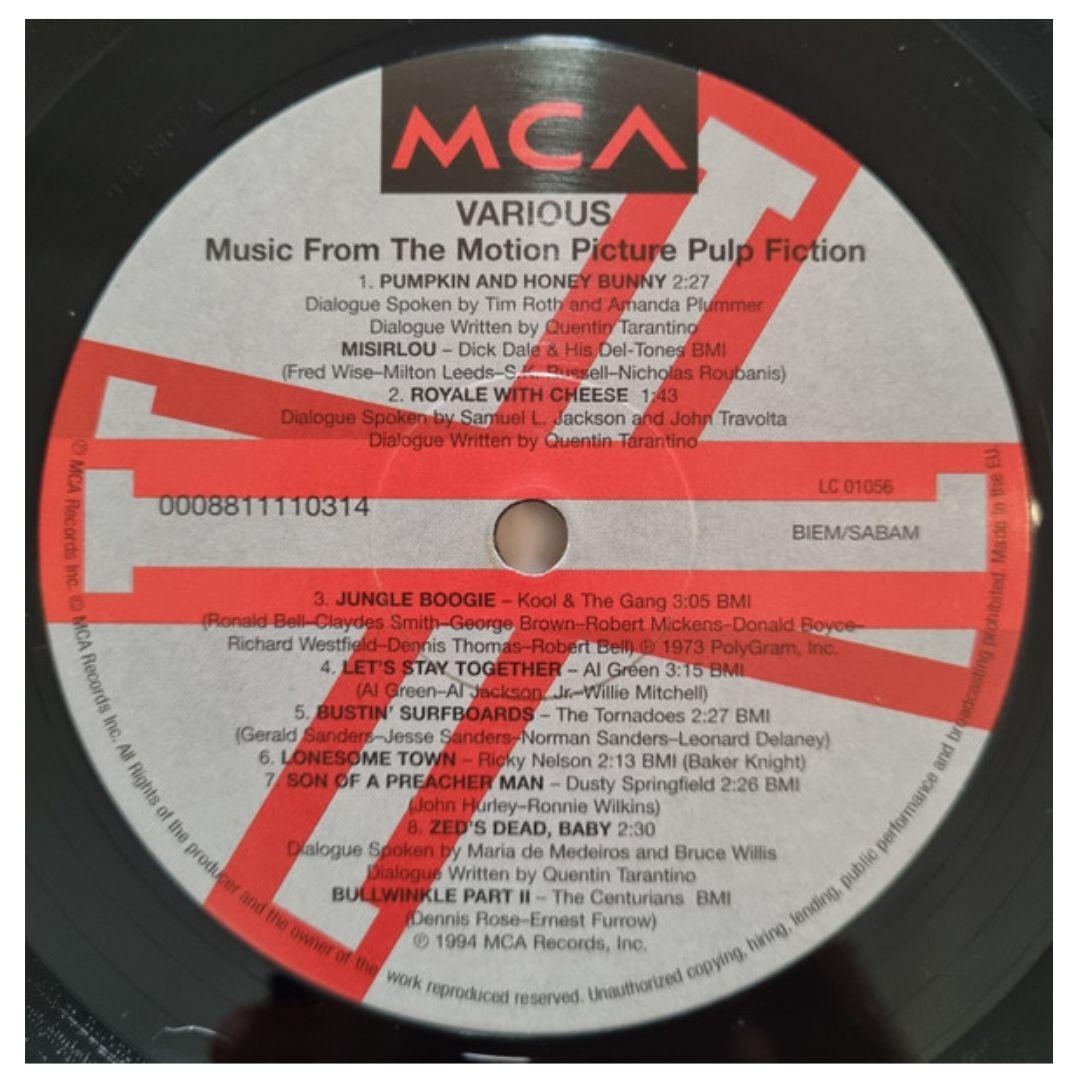 MCA
VARIOUS
Music From The Motion Picture Pulp Fiction
1. PUMPKIN AND HONEY BUNNY 2:27
Dialogue Spoken by Tim Roth and Amanda Plummer
Dialogue Written by Quentin Tarantino
MISIRLOU – Dick Dale & His Del-Tones BMI
(Fred Wise–Milton Leeds–S.K. Russell–Nicholas Roubanis)
2. ROYALE WITH CHEESE 1:43
Dialogue Spoken by Samuel L. Jackson and John Travolta
Dialogue Written by Quentin Tarantino
0008811110314
LC 01056
BIEM/SABAM
3. JUNGLE BOOGIE – Kool & The Gang 3:05 BMI
(Ronald Bell–Claydes Smith–George Brown–Robert Mickens–Donald Boyce–
Richard Westfield–Dennis Thomas–Robert Bell) ℗ 1973 PolyGram, Inc.
4. LET'S STAY TOGETHER – Al Green 3:15 BMI
(Al Green–Al Jackson, Jr.–Willie Mitchell)
5. BUSTIN' SURFBOARDS – The Tornadoes 2:27 BMI
(Gerald Sanders–Jesse Sanders–Norman Sanders–Leonard Delaney)
6. LONESOME TOWN – Ricky Nelson 2:13 BMI (Baker Knight)
7. SON OF A PREACHER MAN – Dusty Springfield 2:26 BMI
(John Hurley–Ronnie Wilkins)
8. ZED'S DEAD, BABY 2:30
Dialogue Spoken by Maria de Medeiros and Bruce Willis
Dialogue Written by Quentin Tarantino
BULLWINKLE PART II – The Centurians BMI
(Dennis Rose–Ernest Furrow)
℗ 1994 MCA Records, Inc.
℗ MCA Records Inc. © MCA Records Inc. All Rights of the producer and the owner of the work reproduced reserved. Unauthorized copying, hiring, lending, public performance and broadcasting prohibited. Made in the EU.